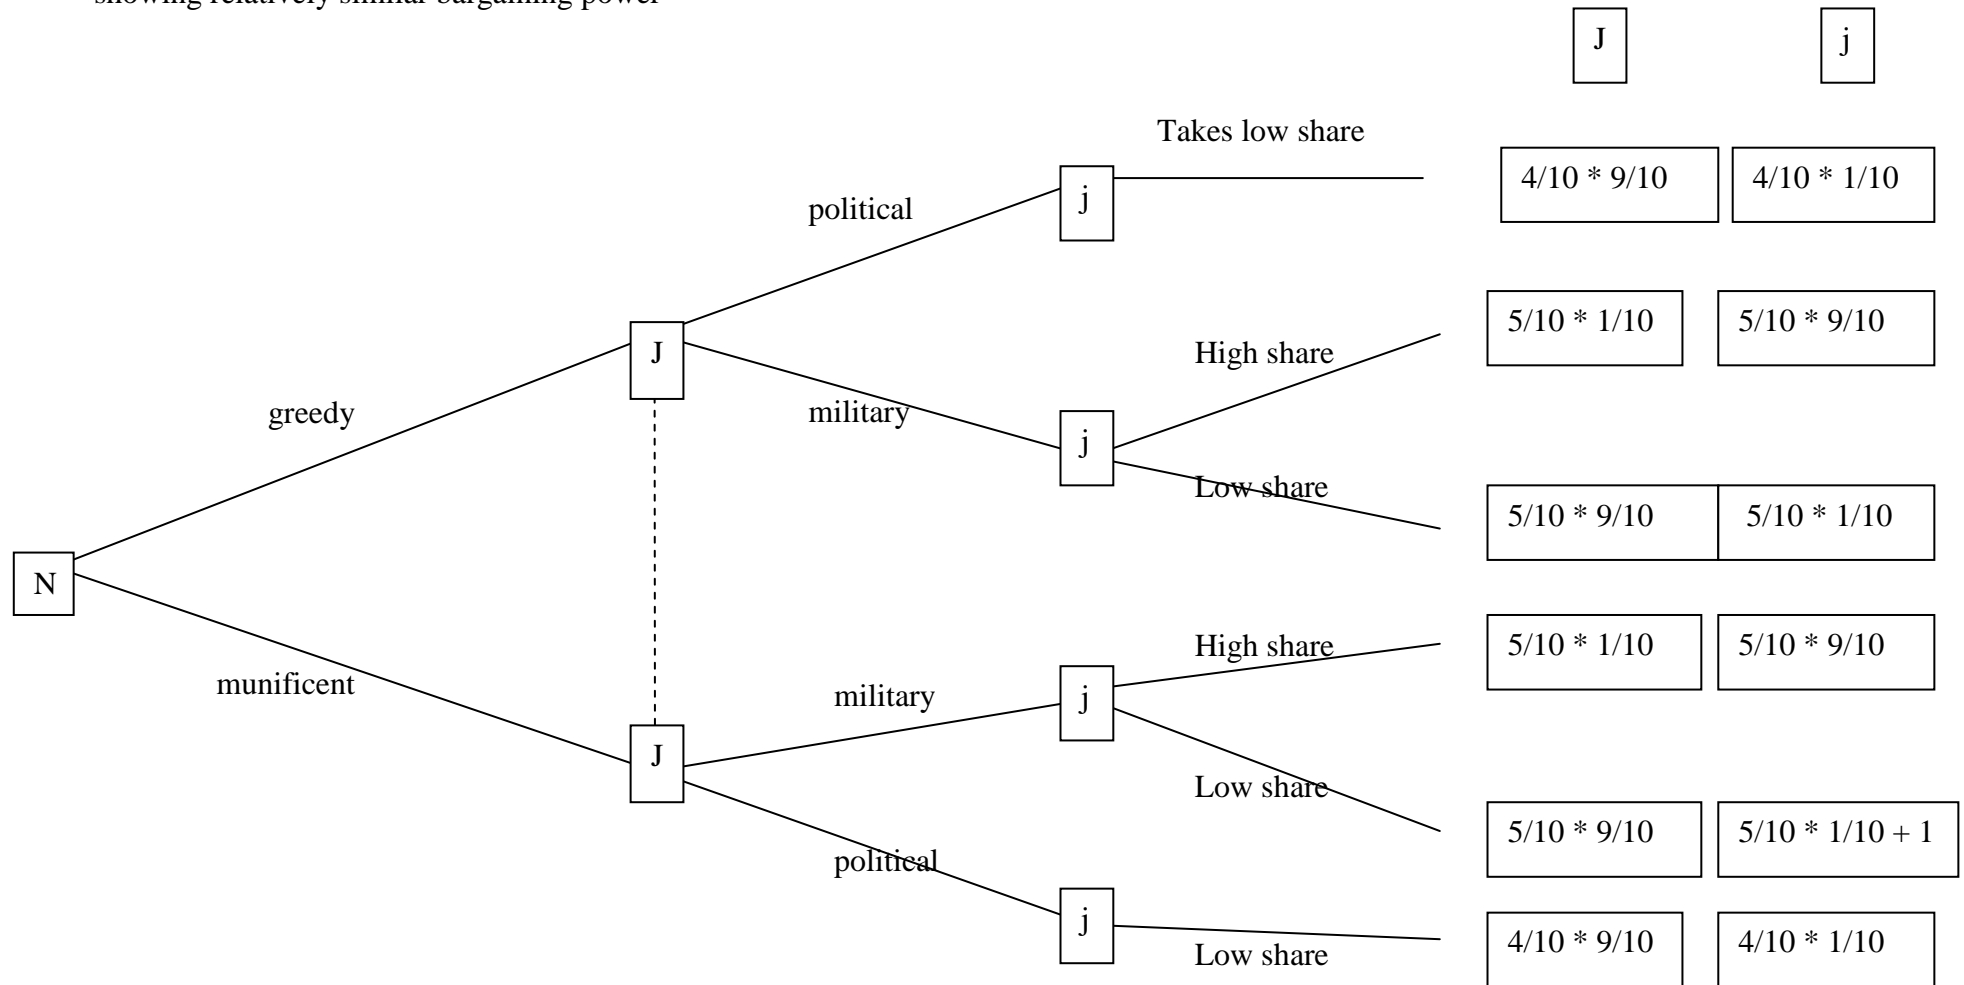 showing relatively similar bargaining power
J j
Takes low share
4/10 * 9/10 4/10 * 1/10
political
j
5/10 * 1/10 5/10 * 9/10
High share
J
greedy
military
j
Low share
5/10 * 9/10 5/10 * 1/10
N
High share
5/10 * 1/10 5/10 * 9/10
munificent
military
j
J
Low share
5/10 * 9/10 5/10 * 1/10 + 1
political
j
Low share
4/10 * 9/10 4/10 * 1/10